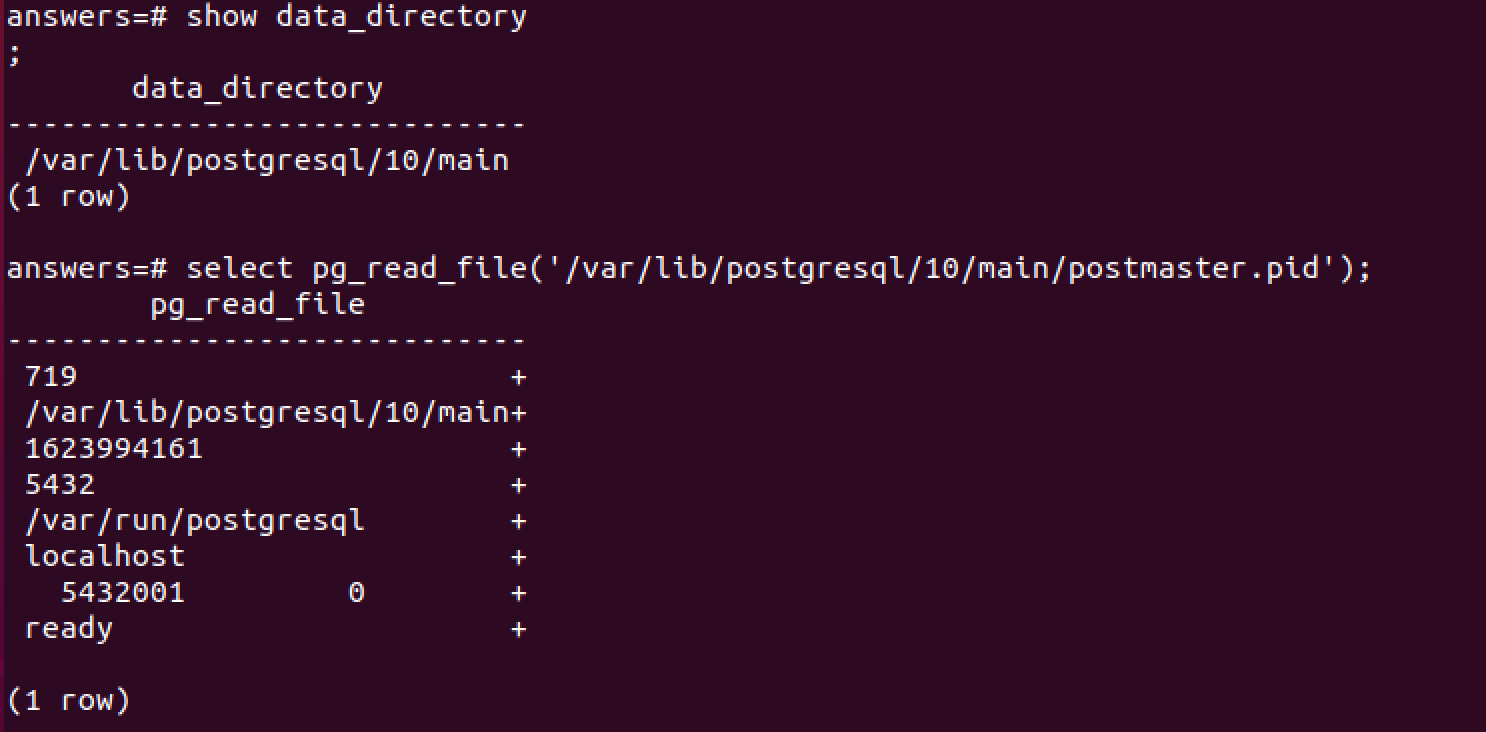 answers=# show data_directory
;
       data_directory
-----------------------------
 /var/lib/postgresql/10/main
(1 row)

answers=# select pg_read_file('/var/lib/postgresql/10/main/postmaster.pid');
        pg_read_file
-----------------------------
 719                        +
 /var/lib/postgresql/10/main+
 1623994161                 +
 5432                       +
 /var/run/postgresql        +
 localhost                  +
   5432001         0        +
 ready                      +

(1 row)